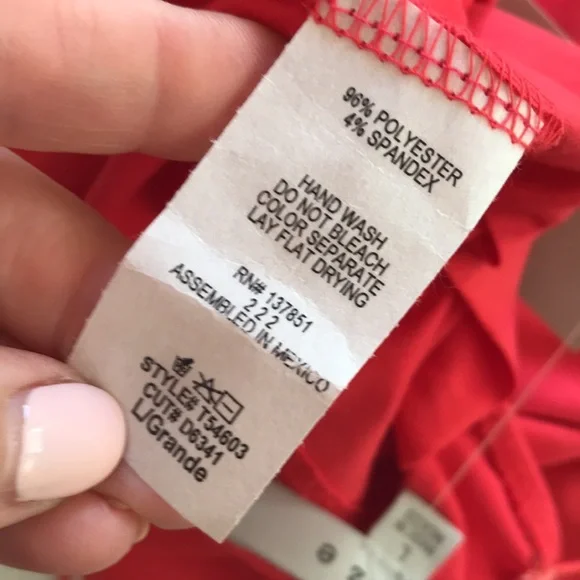 96% POLYESTER
4% SPANDEX
HAND WASH
DO NOT BLEACH
COLOR SEPARATE
LAY FLAT DRYING
RN# 137851
2 2 2
ASSEMBLED IN MEXICO
STYLE# T54603
CUT# D6341
L/Grande